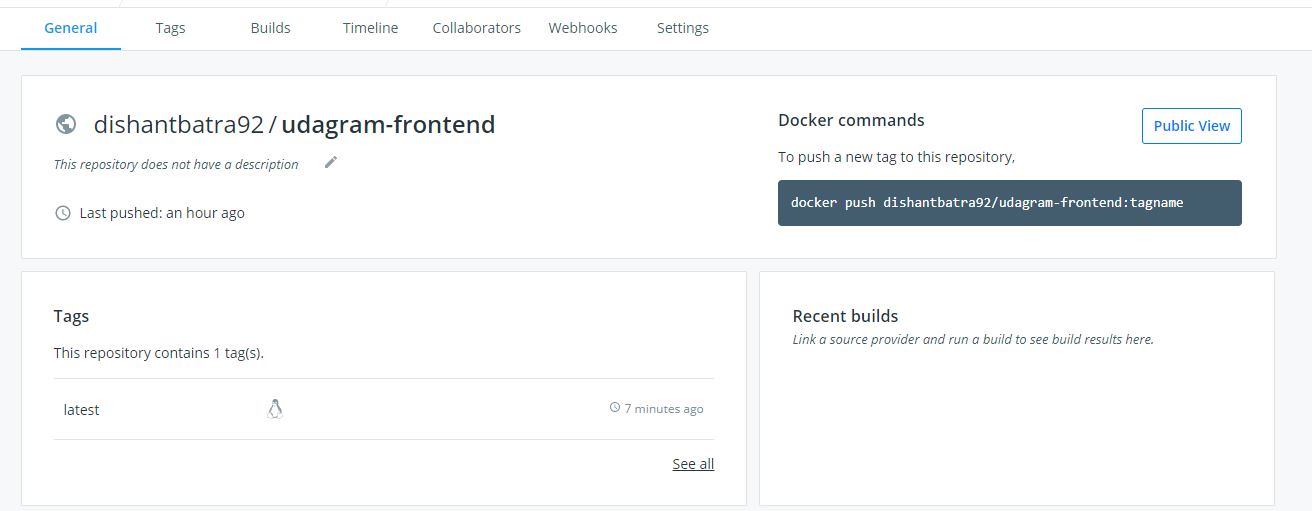 General Tags Builds Timeline Collaborators Webhooks Settings
dishantbatra92 / udagram-frontend
This repository does not have a description
Last pushed: an hour ago
Docker commands
Public View
To push a new tag to this repository,
docker push dishantbatra92/udagram-frontend:tagname
Tags
This repository contains 1 tag(s).
latest 7 minutes ago
See all
Recent builds
Link a source provider and run a build to see build results here.